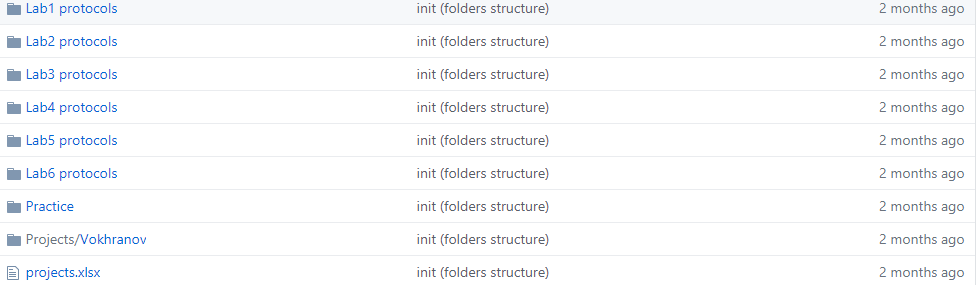 Lab1 protocols init (folders structure) 2 months ago
Lab2 protocols init (folders structure) 2 months ago
Lab3 protocols init (folders structure) 2 months ago
Lab4 protocols init (folders structure) 2 months ago
Lab5 protocols init (folders structure) 2 months ago
Lab6 protocols init (folders structure) 2 months ago
Practice init (folders structure) 2 months ago
Projects/Vokhranov init (folders structure) 2 months ago
projects.xlsx init (folders structure) 2 months ago